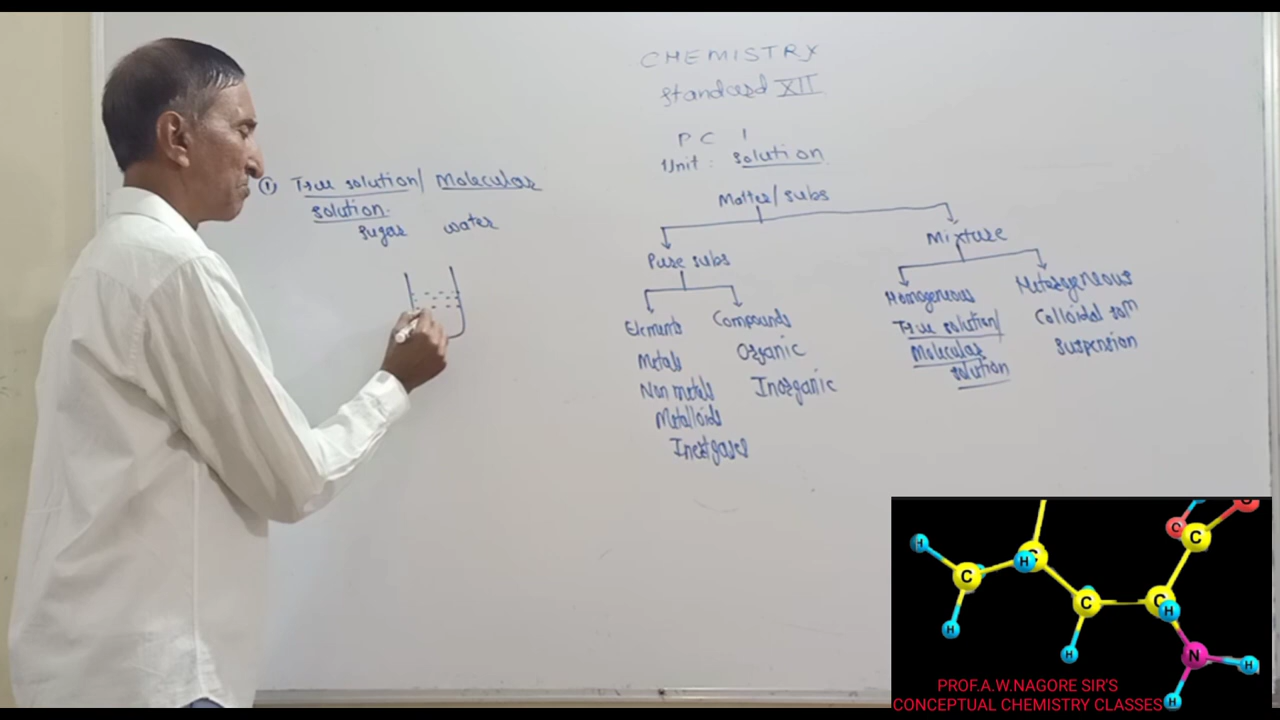 CHEMISTRY
Standard XII
P C 1
Unit : Solution
Matter/subs
Pure subs
Mixture
Elements
Compounds
Metals
Organic
Non metals
Inorganic
Metalloids
Inert gases
Homogeneous
Heterogeneous
True solution/
Colloidal soln
Molecular
Suspension
solution
① True solution/ Molecular
solution.
sugar water
H
C
H
C
H
C
H
C
H
C
O
O
N
H
H
PROF.A.W.NAGORE SIR'S
CONCEPTUAL CHEMISTRY CLASSES